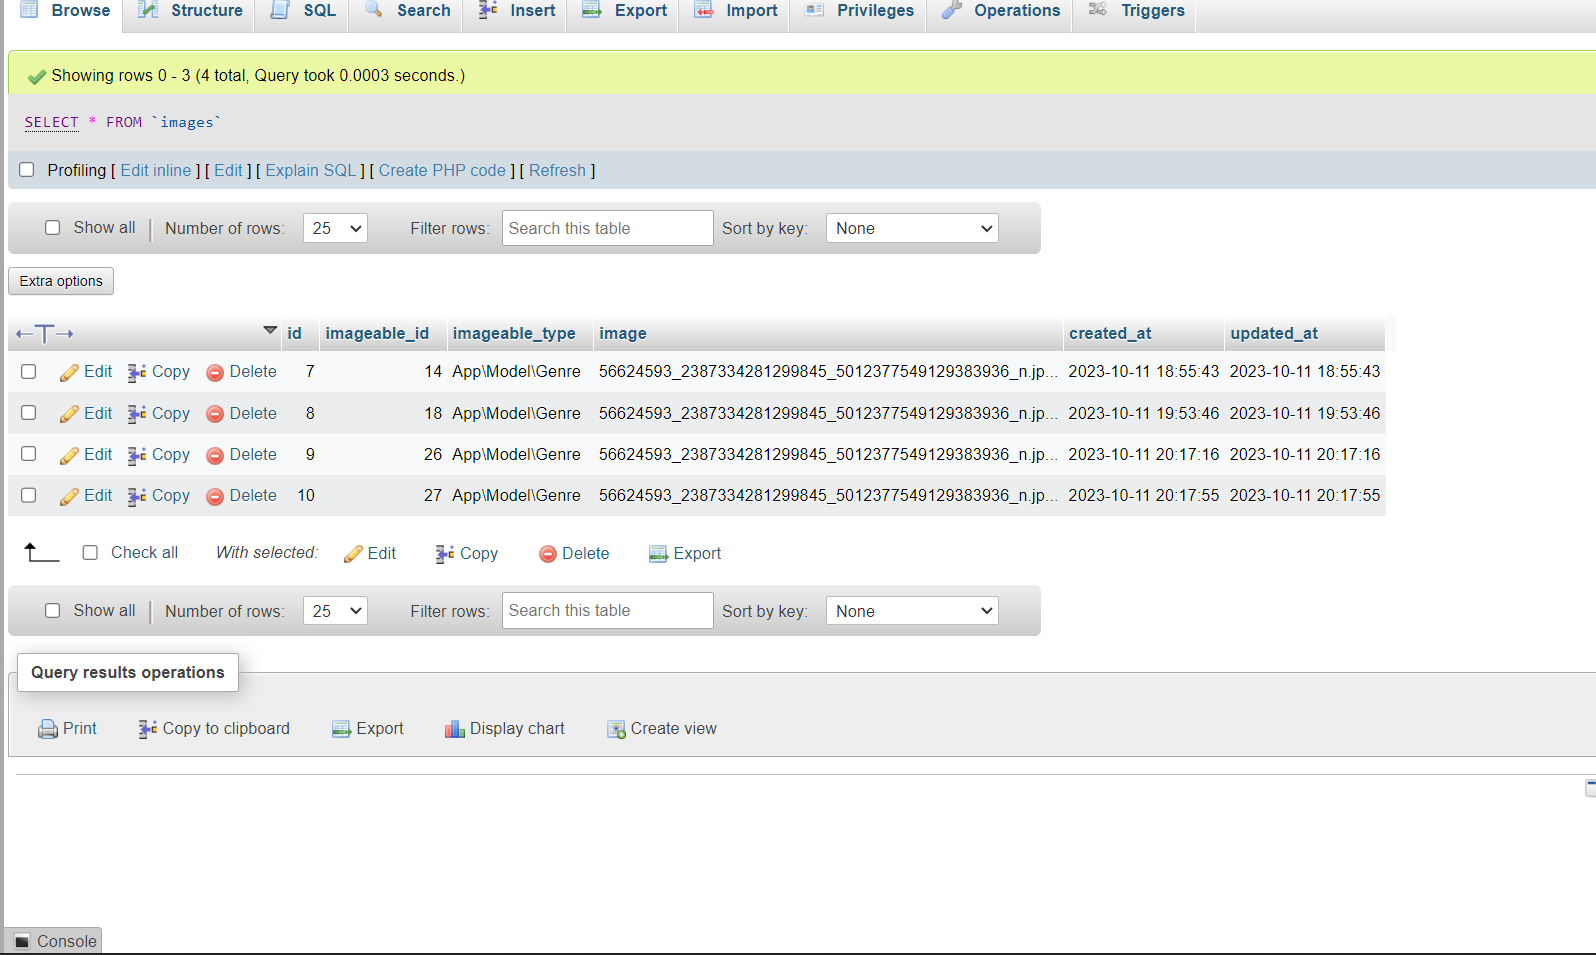 Browse Structure SQL Search Insert Export Import Privileges Operations Triggers
Showing rows 0 - 3 (4 total, Query took 0.0003 seconds.)
SELECT * FROM `images`
Profiling [ Edit inline ] [ Edit ] [ Explain SQL ] [ Create PHP code ] [ Refresh ]
Show all Number of rows: 25 Filter rows: Search this table Sort by key: None
Extra options
←T→ id imageable_id imageable_type image created_at updated_at
Edit Copy Delete 7 14 App\Model\Genre 56624593_2387334281299845_5012377549129383936_n.jp... 2023-10-11 18:55:43 2023-10-11 18:55:43
Edit Copy Delete 8 18 App\Model\Genre 56624593_2387334281299845_5012377549129383936_n.jp... 2023-10-11 19:53:46 2023-10-11 19:53:46
Edit Copy Delete 9 26 App\Model\Genre 56624593_2387334281299845_5012377549129383936_n.jp... 2023-10-11 20:17:16 2023-10-11 20:17:16
Edit Copy Delete 10 27 App\Model\Genre 56624593_2387334281299845_5012377549129383936_n.jp... 2023-10-11 20:17:55 2023-10-11 20:17:55
Check all With selected: Edit Copy Delete Export
Show all Number of rows: 25 Filter rows: Search this table Sort by key: None
Query results operations
Print Copy to clipboard Export Display chart Create view
Console